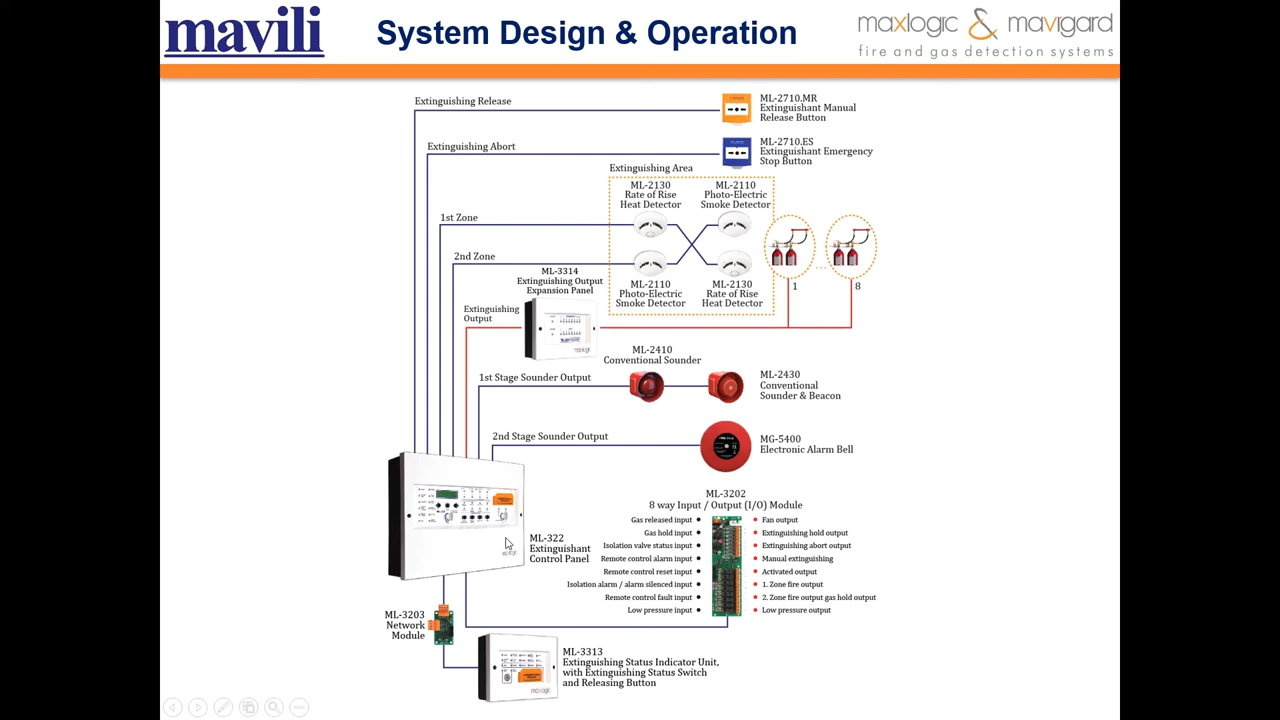 mavili
System Design & Operation
maxlogic & mavigard
fire and gas detection systems
Extinguishing Release
ML-2710.MR
Extinguishant Manual
Release Button
Extinguishing Abort
ML-2710.ES
Extinguishant Emergency
Stop Button
Extinguishing Area
ML-2130
Rate of Rise
Heat Detector
ML-2110
Photo-Electric
Smoke Detector
1st Zone
2nd Zone
ML-2110
Photo-Electric
Smoke Detector
ML-2130
Rate of Rise
Heat Detector
1
8
ML-3314
Extinguishing Output
Expansion Panel
Extinguishing
Output
maxlogic
ML-2410
Conventional Sounder
1st Stage Sounder Output
ML-2430
Conventional
Sounder & Beacon
2nd Stage Sounder Output
MG-5400
Electronic Alarm Bell
ML-322
Extinguishant
Control Panel
ML-3202
8 way Input / Output (I/O) Module
Gas released input
Gas hold input
Isolation valve status input
Remote control alarm input
Remote control reset input
Isolation alarm / alarm silenced input
Remote control fault input
Low pressure input
Fan output
Extinguishing hold output
Extinguishing abort output
Manual extinguishing
Activated output
1. Zone fire output
2. Zone fire output gas hold output
Low pressure output
ML-3203
Network
Module
ML-3313
Extinguishing Status Indicator Unit,
with Extinguishing Status Switch
and Releasing Button
maxlogic